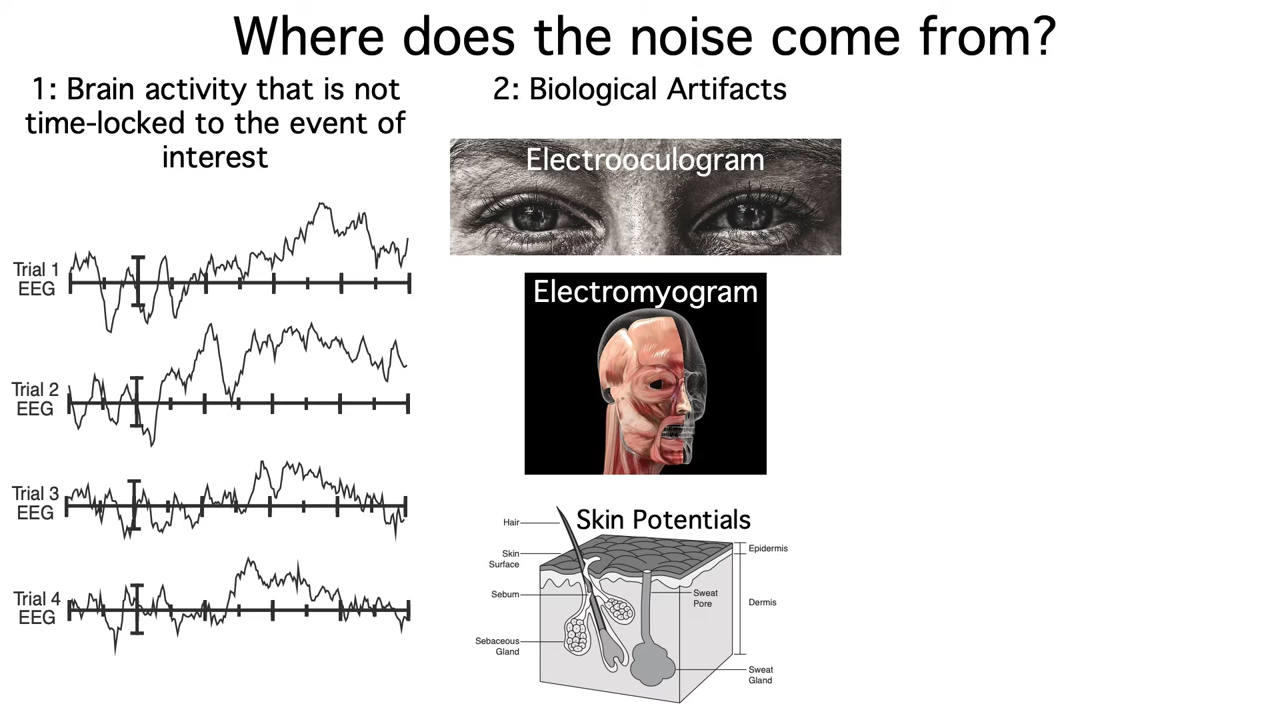 Where does the noise come from?
1: Brain activity that is not
time-locked to the event of
interest
Trial 1
EEG
Trial 2
EEG
Trial 3
EEG
Trial 4
EEG
2: Biological Artifacts
Electrooculogram
Electromyogram
Skin Potentials
Hair
Skin
Surface
Sebum
Sebaceous
Gland
Epidermis
Sweat
Pore
Dermis
Sweat
Gland